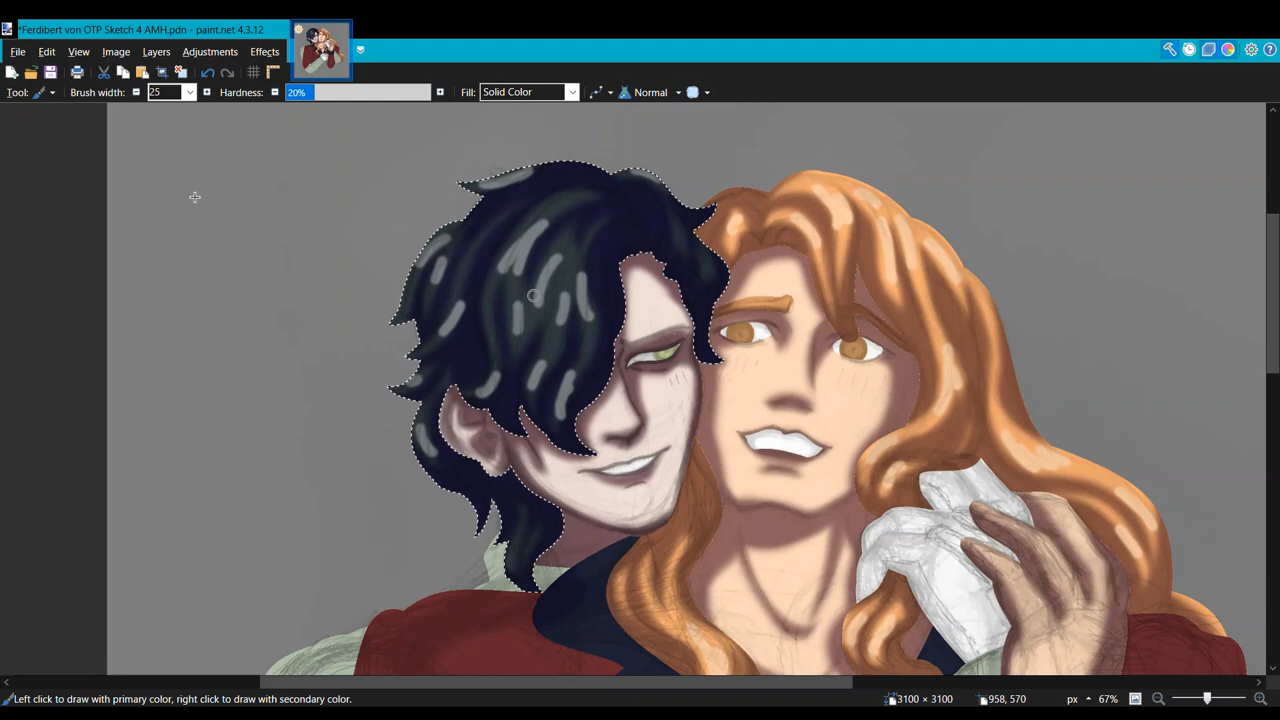 *Ferdibert von OTP Sketch 4 AMH.pdn - paint.net 4.3.12
File Edit View Image Layers Adjustments Effects
Tool: Brush width: 25 Hardness: 20% Fill: Solid Color Normal
Left click to draw with primary color, right click to draw with secondary color. 3100 × 3100 958, 570 px 67%